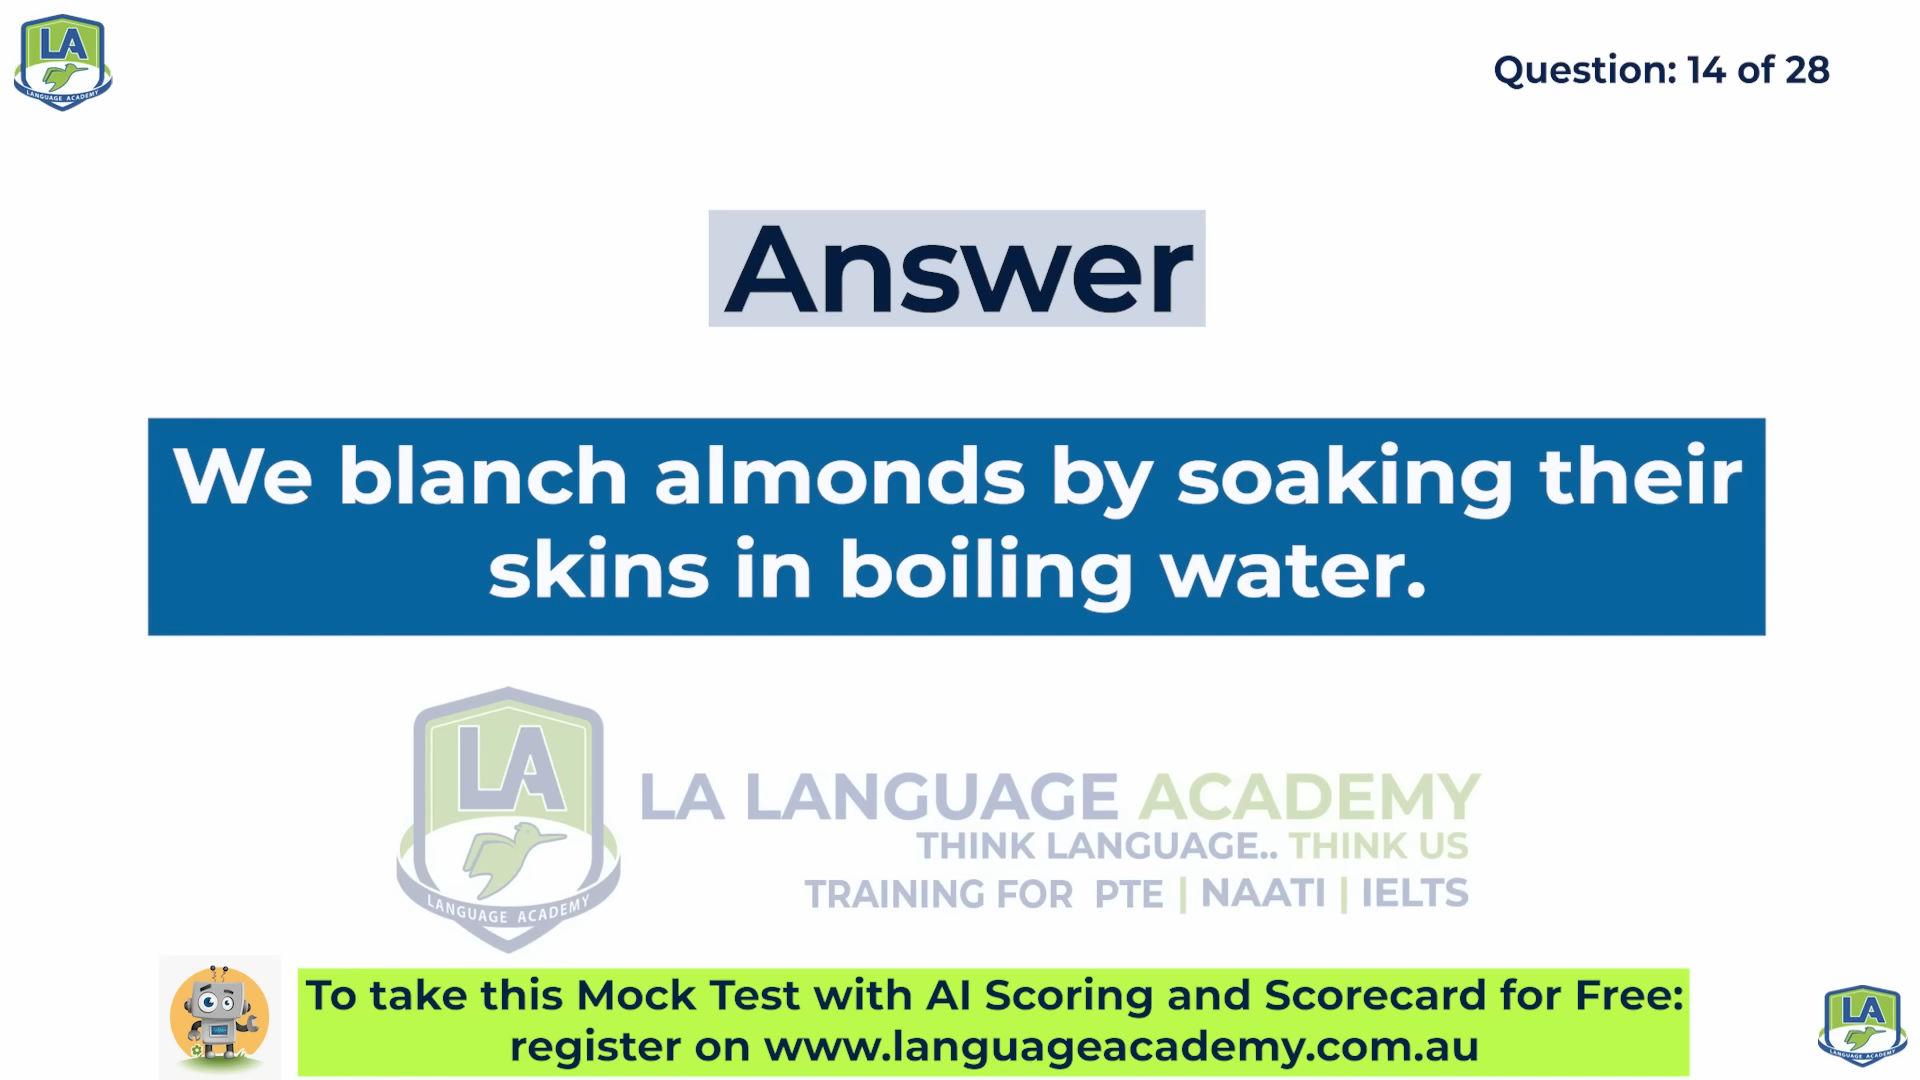 LA
LANGUAGE ACADEMY
Question: 14 of 28
Answer
We blanch almonds by soaking their
skins in boiling water.
LA
LANGUAGE ACADEMY
LA LANGUAGE ACADEMY
THINK LANGUAGE.. THINK US
TRAINING FOR PTE | NAATI | IELTS
To take this Mock Test with AI Scoring and Scorecard for Free:
register on www.languageacademy.com.au
LA
LANGUAGE ACADEMY